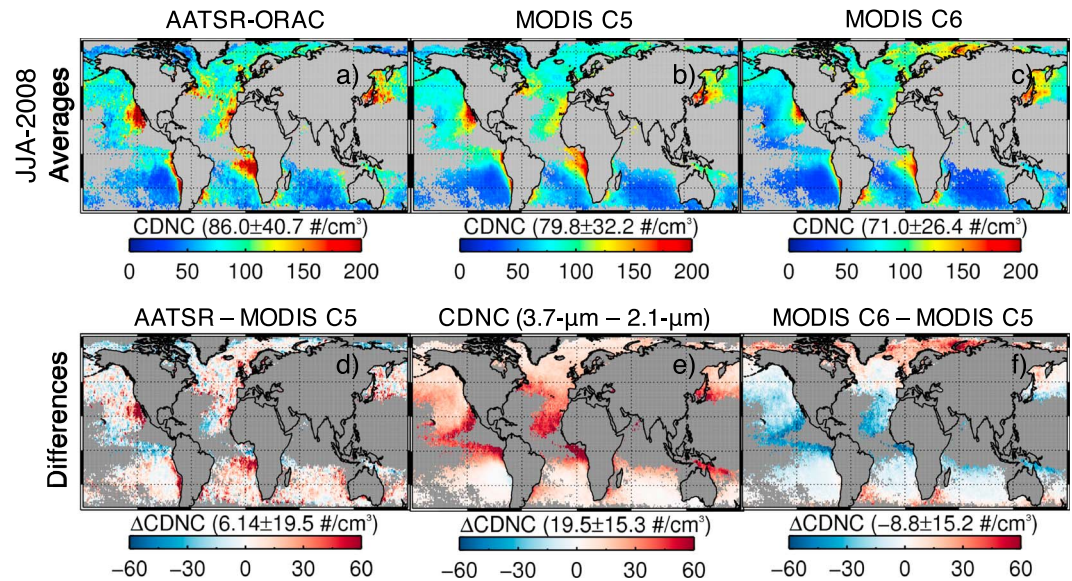 AATSR-ORAC
MODIS C5
MODIS C6
JJA-2008
Averages
a)
b)
c)
CDNC (86.0±40.7 #/cm³)
CDNC (79.8±32.2 #/cm³)
CDNC (71.0±26.4 #/cm³)
0 50 100 150 200
0 50 100 150 200
0 50 100 150 200
AATSR – MODIS C5
CDNC (3.7-μm – 2.1-μm)
MODIS C6 – MODIS C5
Differences
d)
e)
f)
ΔCDNC (6.14±19.5 #/cm³)
ΔCDNC (19.5±15.3 #/cm³)
ΔCDNC (−8.8±15.2 #/cm³)
−60 −30 0 30 60
−60 −30 0 30 60
−60 −30 0 30 60